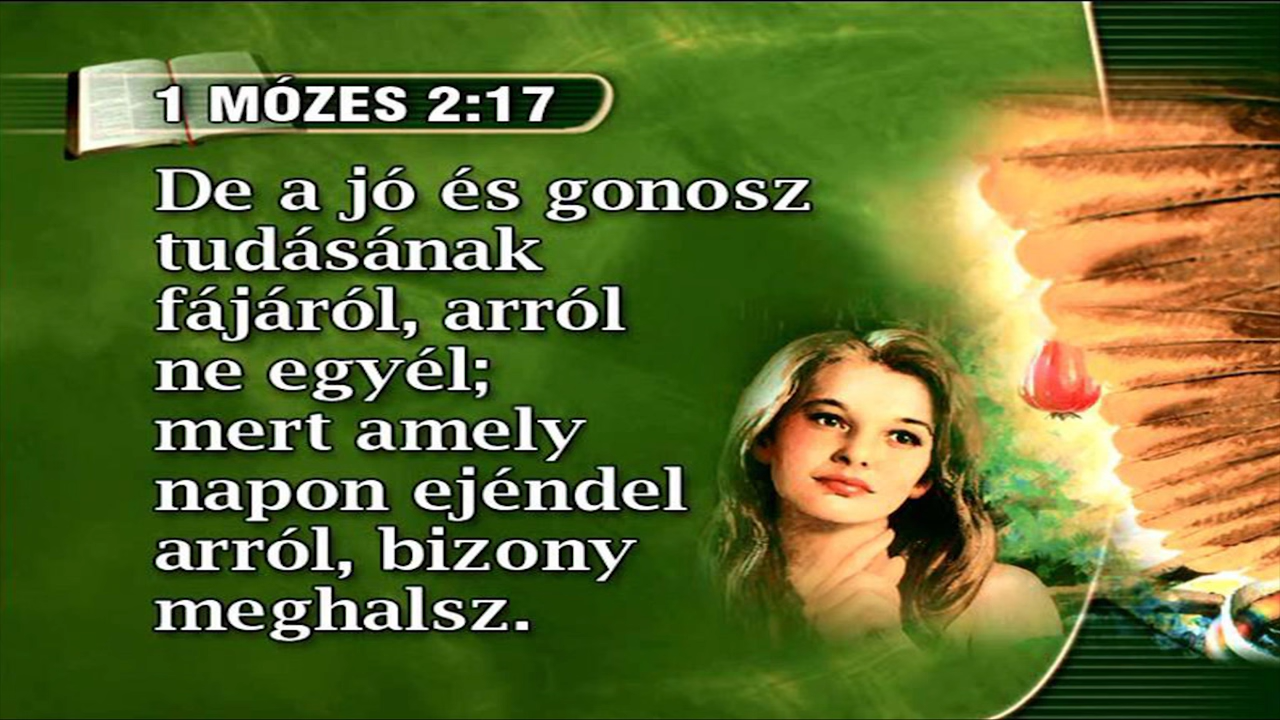 1 MÓZES 2:17
De a jó és gonosz
tudásának
fájáról, arról
ne egyél;
mert amely
napon ejéndel
arról, bizony
meghalsz.